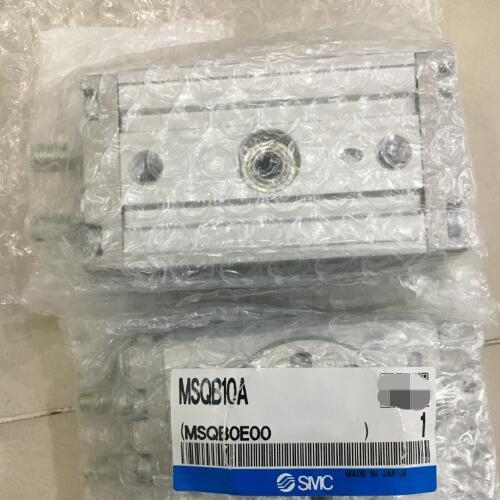 MSQB10A
(MSQB0E00 )
1
SMC
MADE IN JAPAN